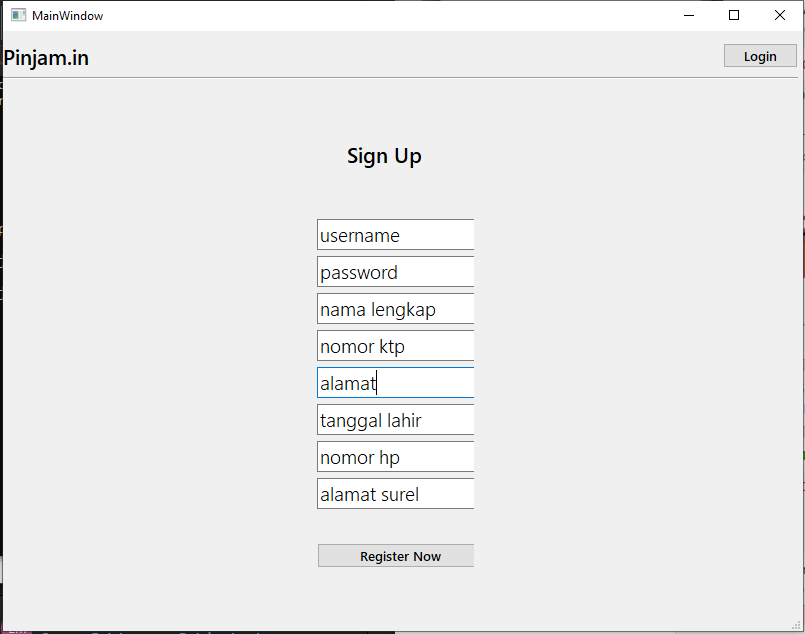 MainWindow
Pinjam.in
Login
Sign Up
username
password
nama lengkap
nomor ktp
alamat
tanggal lahir
nomor hp
alamat surel
Register Now